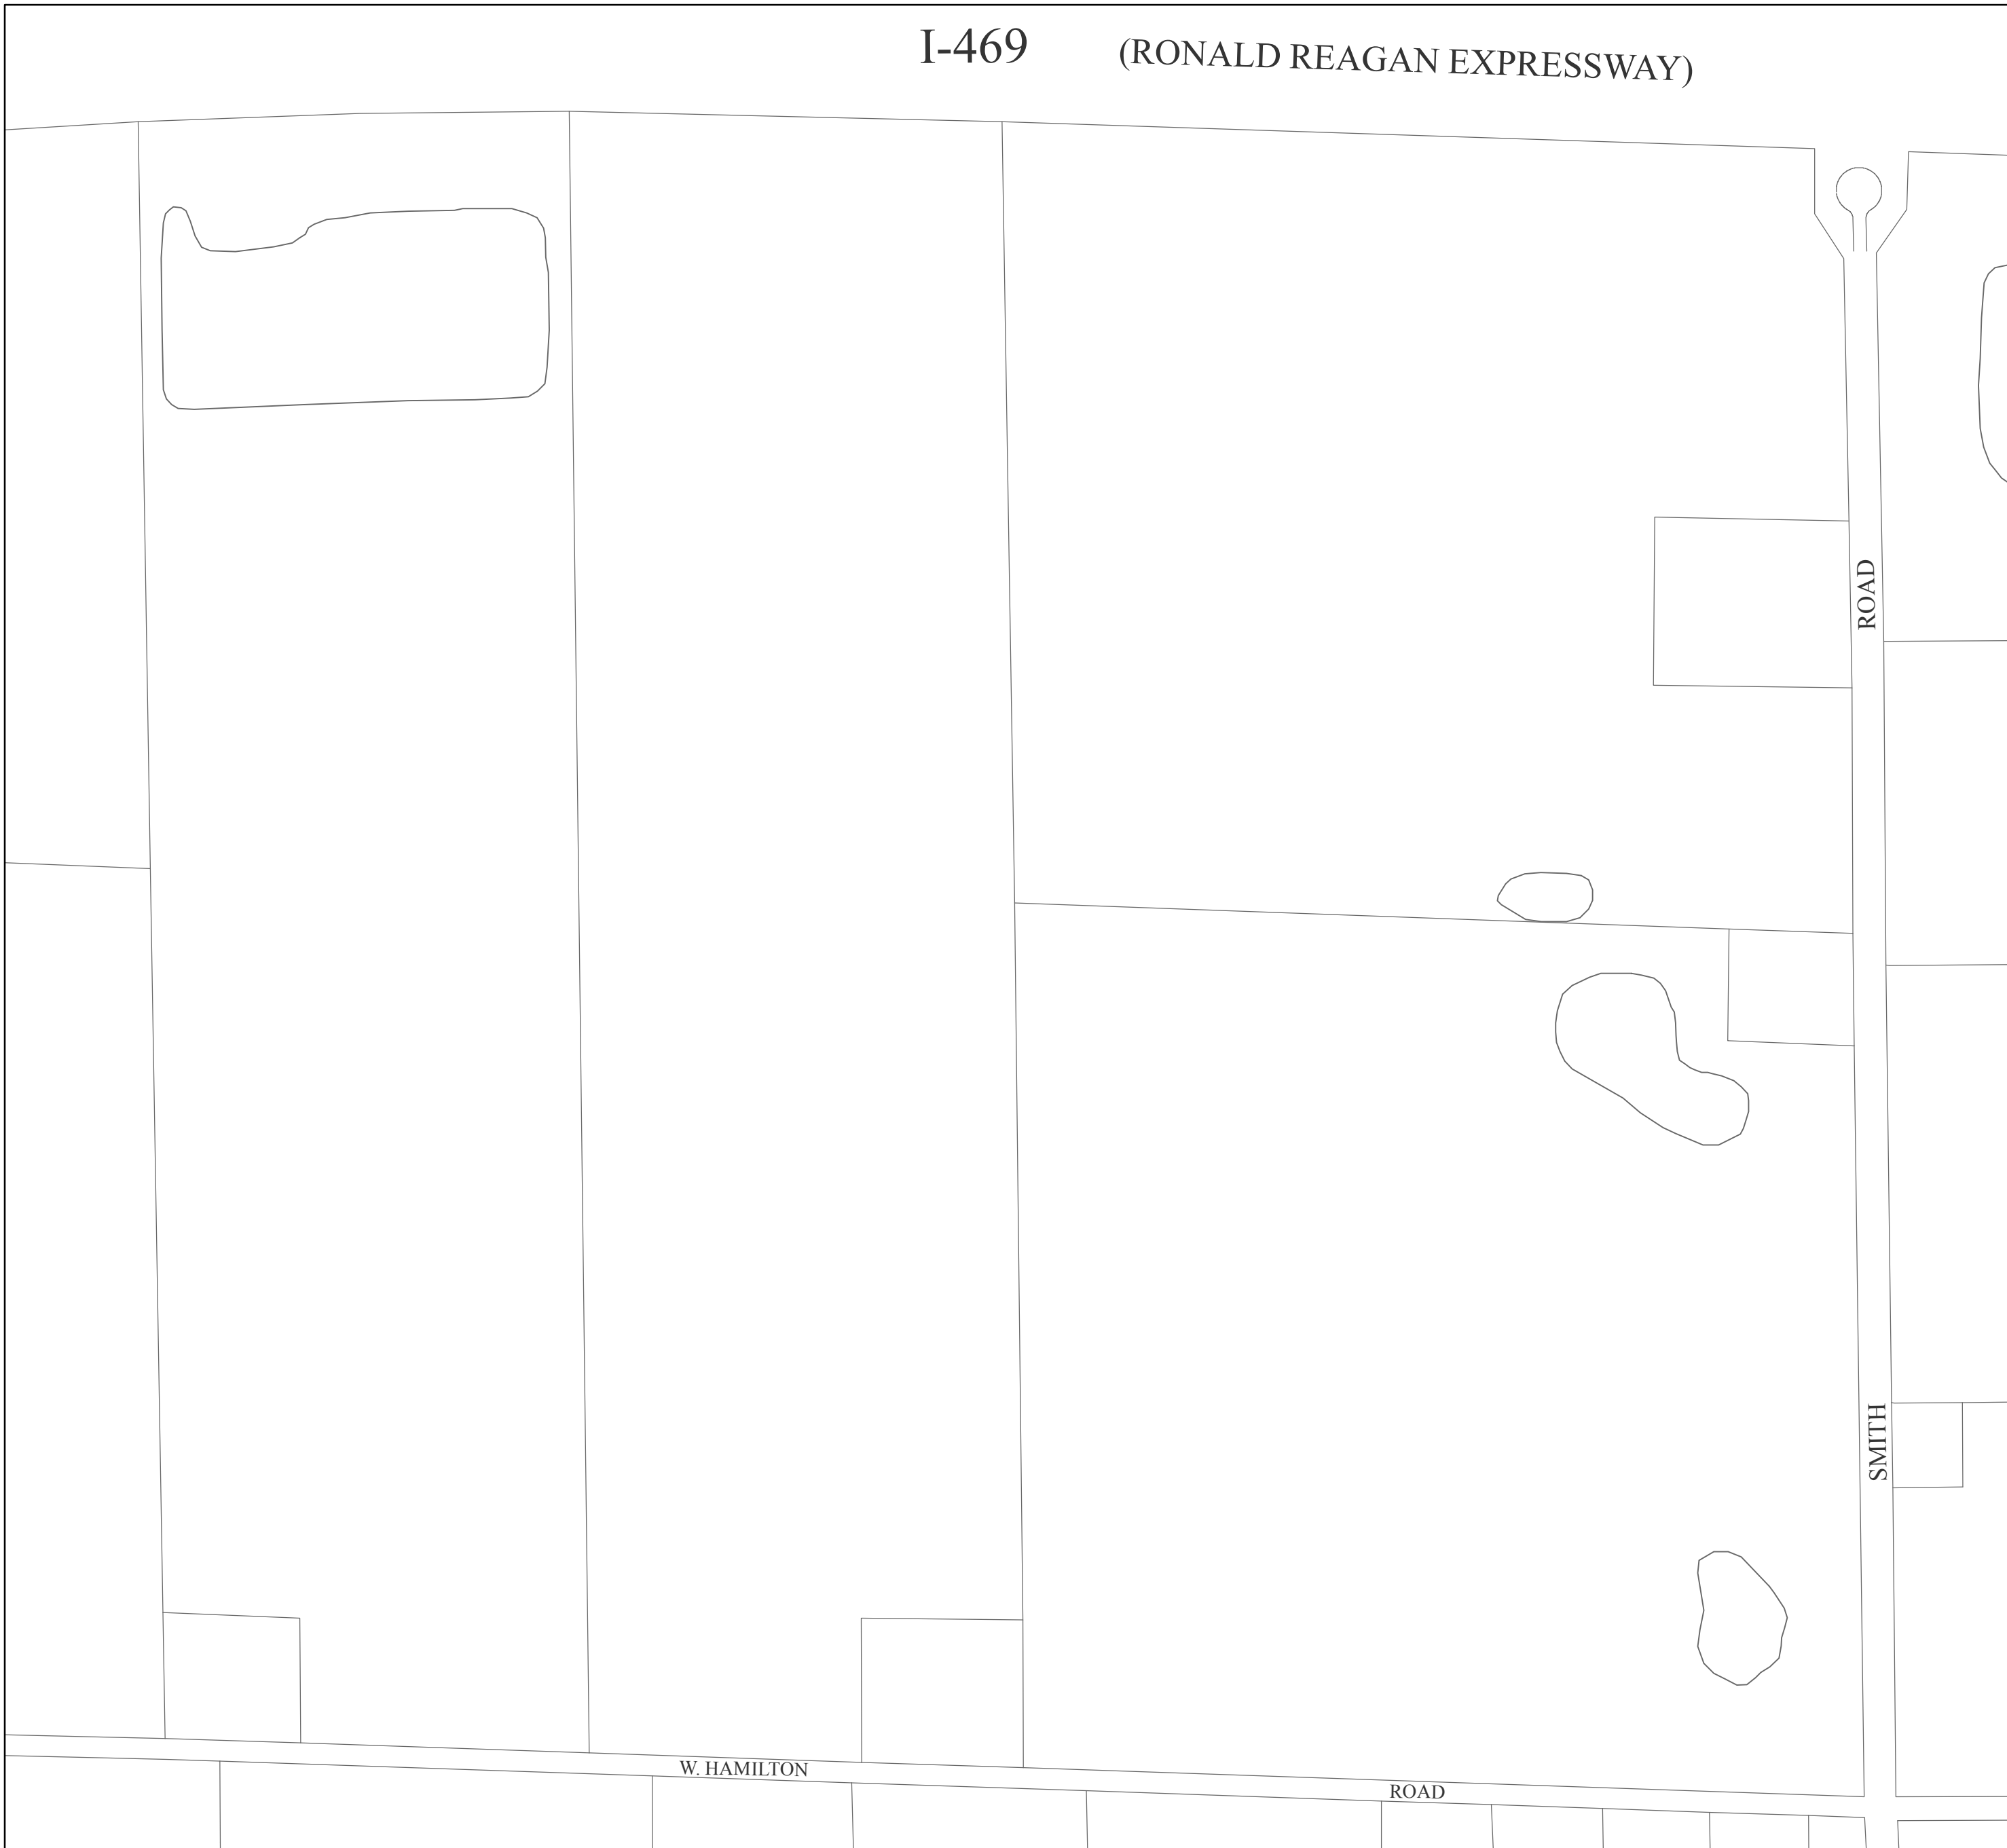 I-469 (RONALD REAGAN EXPRESSWAY)
ROAD
SMITH
W. HAMILTON
ROAD